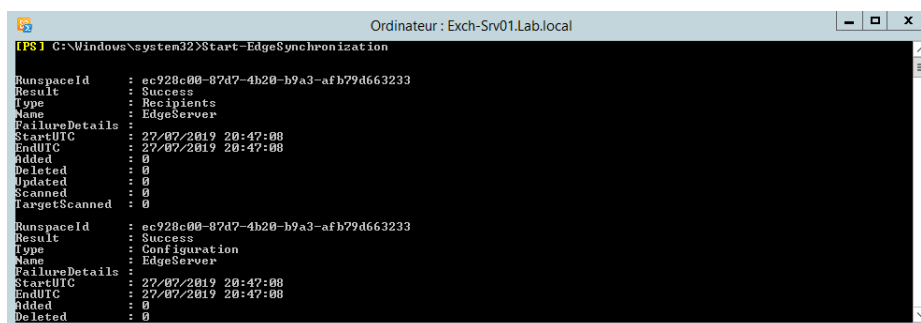 Ordinateur : Exch-Srv01.Lab.local
[PS] C:\Windows\system32>Start-EdgeSynchronization
RunspaceId : ec928c00-87d7-4b20-b9a3-afb79d663233
Result : Success
Type : Recipients
Name : EdgeServer
FailureDetails :
StartUTC : 27/07/2019 20:47:08
EndUTC : 27/07/2019 20:47:08
Added : 0
Deleted : 0
Updated : 0
Scanned : 0
TargetScanned : 0
RunspaceId : ec928c00-87d7-4b20-b9a3-afb79d663233
Result : Success
Type : Configuration
Name : EdgeServer
FailureDetails :
StartUTC : 27/07/2019 20:47:08
EndUTC : 27/07/2019 20:47:08
Added : 0
Deleted : 0